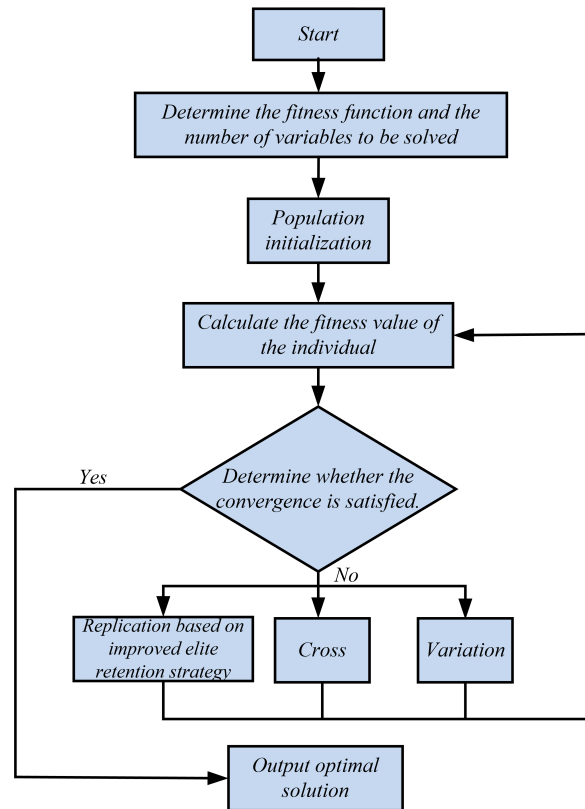 Start
Determine the fitness function and the
number of variables to be solved
Population
initialization
Calculate the fitness value of
the individual
Yes
Determine whether the
convergence is satisfied.
No
Replication based on
improved elite
retention strategy
Cross
Variation
Output optimal
solution